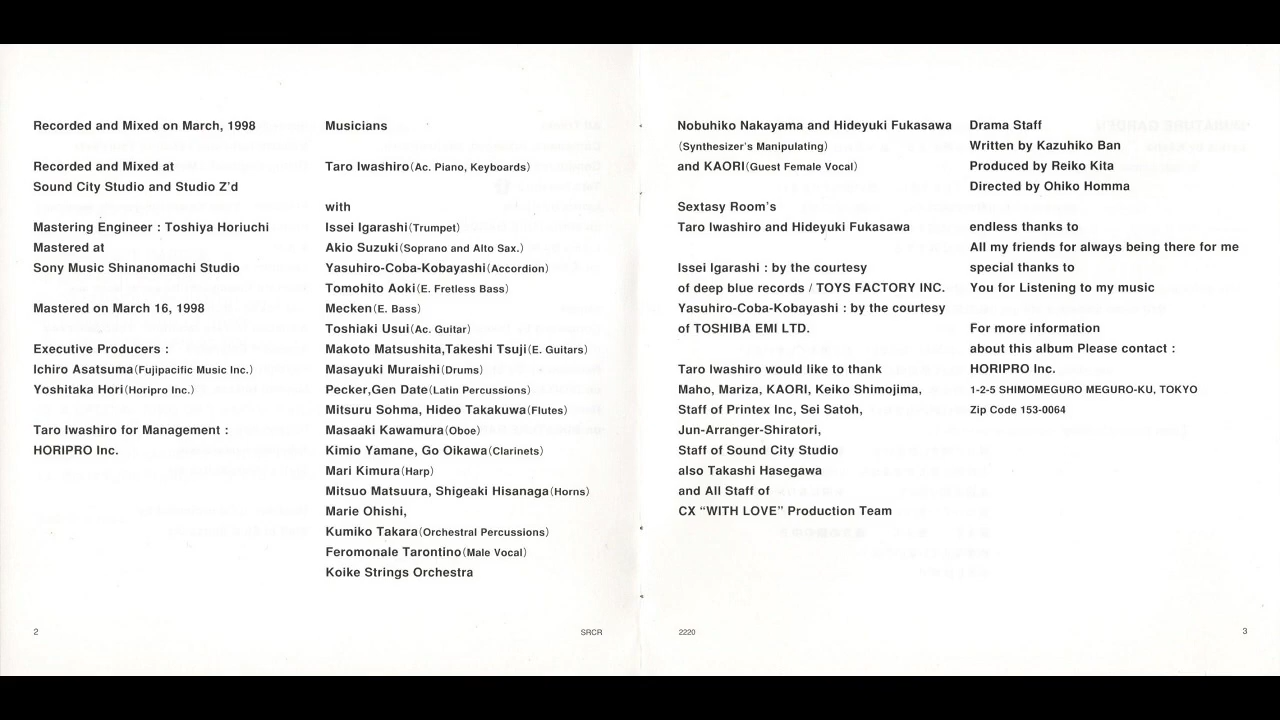 Recorded and Mixed on March, 1998
Recorded and Mixed at
Sound City Studio and Studio Z'd
Mastering Engineer : Toshiya Horiuchi
Mastered at
Sony Music Shinanomachi Studio
Mastered on March 16, 1998
Executive Producers :
Ichiro Asatsuma(Fujipacific Music Inc.)
Yoshitaka Hori(Horipro Inc.)
Taro Iwashiro for Management :
HORIPRO Inc.
2
Musicians
Taro Iwashiro(Ac. Piano, Keyboards)
with
Issei Igarashi(Trumpet)
Akio Suzuki(Soprano and Alto Sax.)
Yasuhiro-Coba-Kobayashi(Accordion)
Tomohito Aoki(E. Fretless Bass)
Mecken(E. Bass)
Toshiaki Usui(Ac. Guitar)
Makoto Matsushita,Takeshi Tsuji(E. Guitars)
Masayuki Muraishi(Drums)
Pecker,Gen Date(Latin Percussions)
Mitsuru Sohma, Hideo Takakuwa(Flutes)
Masaaki Kawamura(Oboe)
Kimio Yamane, Go Oikawa(Clarinets)
Mari Kimura(Harp)
Mitsuo Matsuura, Shigeaki Hisanaga(Horns)
Marie Ohishi,
Kumiko Takara(Orchestral Percussions)
Feromonale Tarontino(Male Vocal)
Koike Strings Orchestra
SRCR
Nobuhiko Nakayama and Hideyuki Fukasawa
(Synthesizer's Manipulating)
and KAORI(Guest Female Vocal)
Sextasy Room's
Taro Iwashiro and Hideyuki Fukasawa
Issei Igarashi : by the courtesy
of deep blue records / TOYS FACTORY INC.
Yasuhiro-Coba-Kobayashi : by the courtesy
of TOSHIBA EMI LTD.
Taro Iwashiro would like to thank
Maho, Mariza, KAORI, Keiko Shimojima,
Staff of Printex Inc, Sei Satoh,
Jun-Arranger-Shiratori,
Staff of Sound City Studio
also Takashi Hasegawa
and All Staff of
CX “WITH LOVE” Production Team
2220
Drama Staff
Written by Kazuhiko Ban
Produced by Reiko Kita
Directed by Ohiko Homma
endless thanks to
All my friends for always being there for me
special thanks to
You for Listening to my music
For more information
about this album Please contact :
HORIPRO Inc.
1-2-5 SHIMOMEGURO MEGURO-KU, TOKYO
Zip Code 153-0064
3